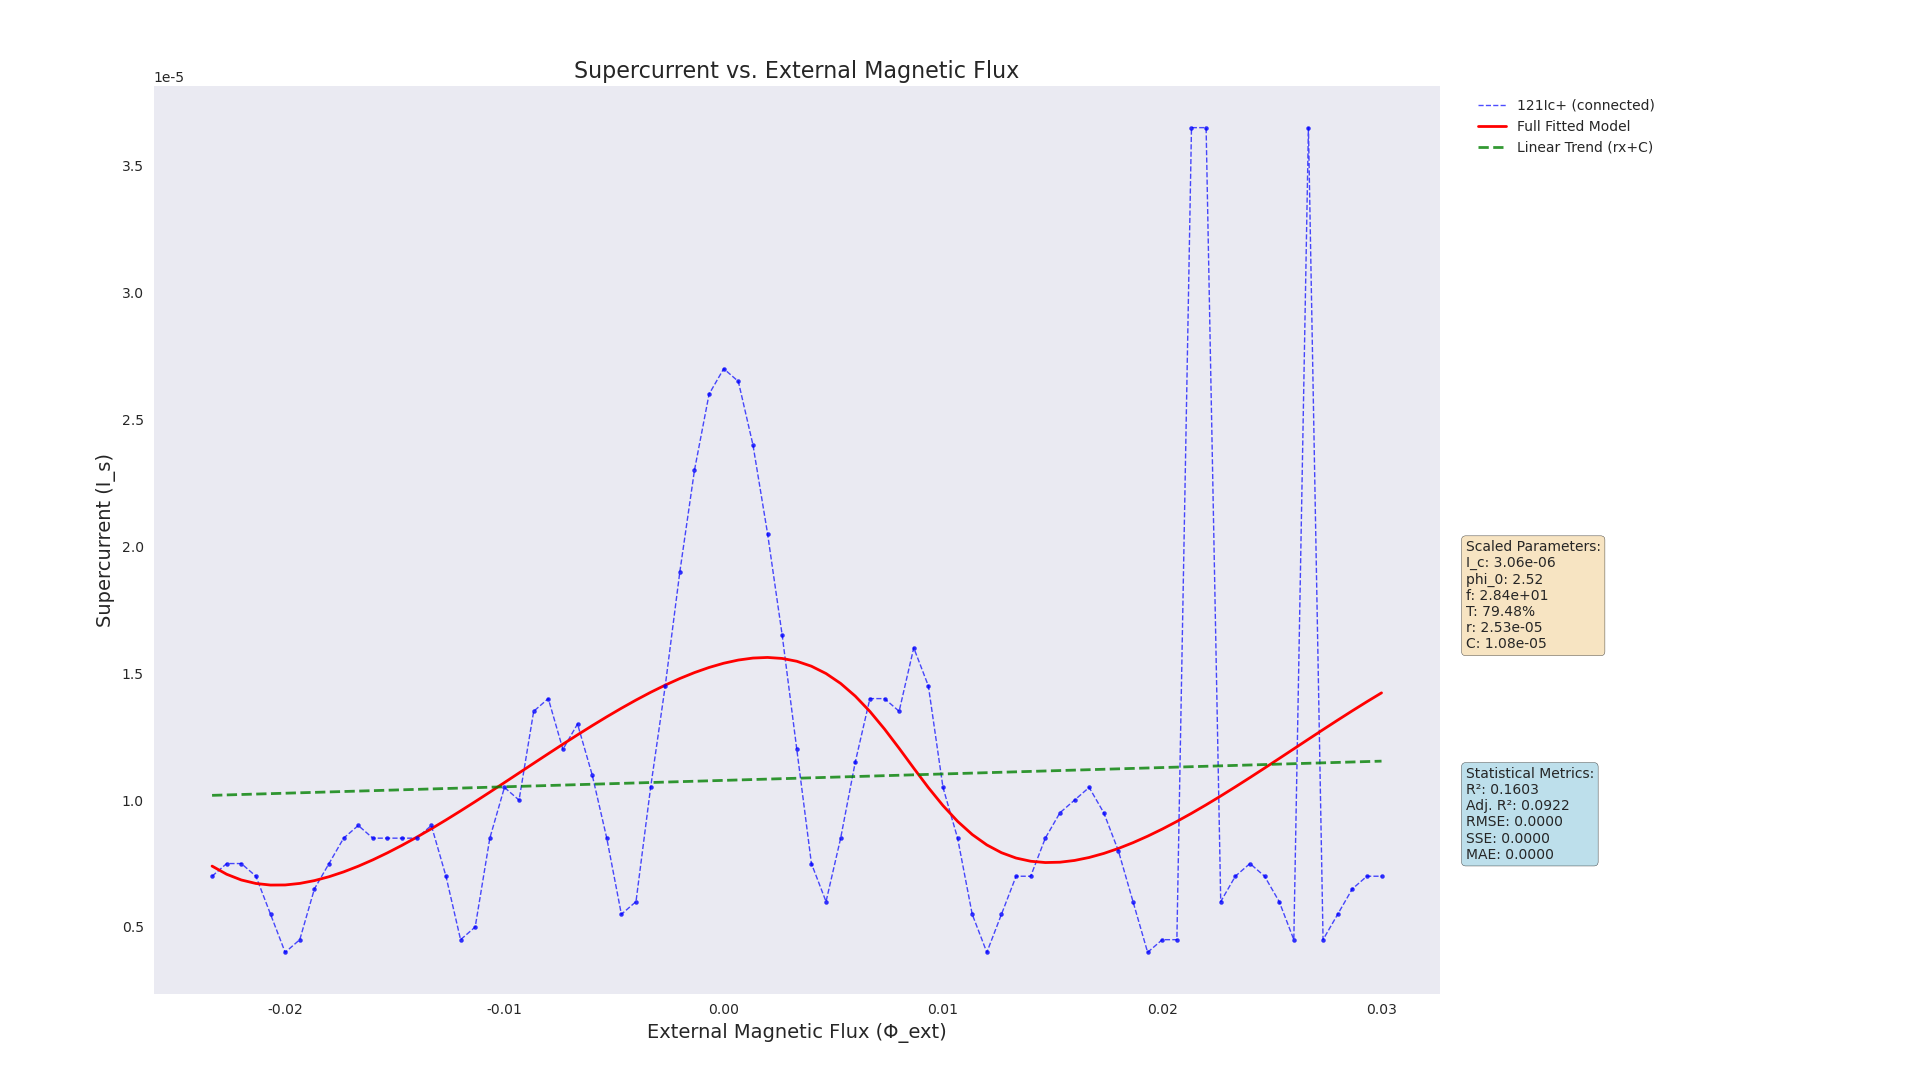 Supercurrent vs. External Magnetic Flux
1e-5
3.5
3.0
2.5
2.0
1.5
1.0
0.5
Supercurrent (I_s)
-0.02
-0.01
0.00
0.01
0.02
0.03
External Magnetic Flux (Φ_ext)
121Ic+ (connected)
Full Fitted Model
Linear Trend (rx+C)
Scaled Parameters:
I_c: 3.06e-06
phi_0: 2.52
f: 2.84e+01
T: 79.48%
r: 2.53e-05
C: 1.08e-05
Statistical Metrics:
R²: 0.1603
Adj. R²: 0.0922
RMSE: 0.0000
SSE: 0.0000
MAE: 0.0000